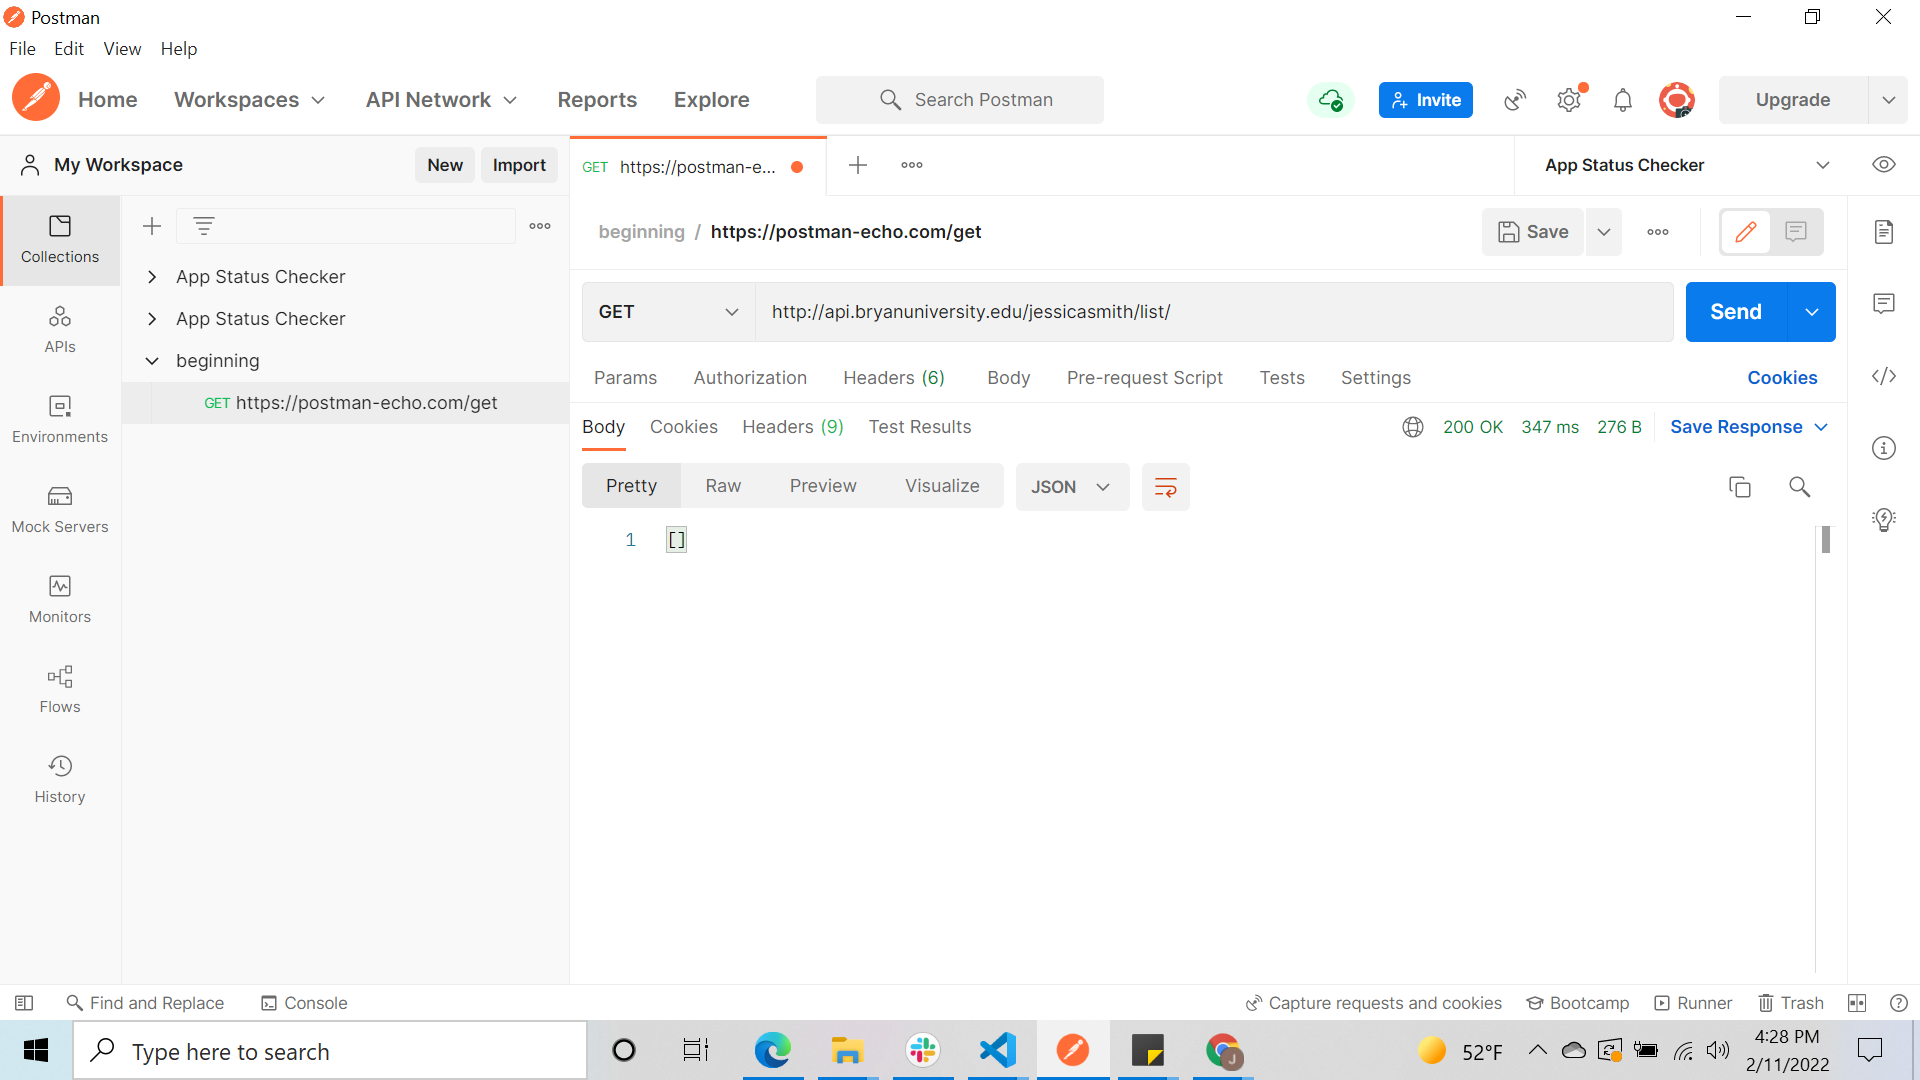 Postman
File Edit View Help
Home Workspaces API Network Reports Explore Search Postman Invite Upgrade
My Workspace New Import
GET https://postman-e... App Status Checker
Collections
APIs
Environments
Mock Servers
Monitors
Flows
History
App Status Checker
App Status Checker
beginning
GET https://postman-echo.com/get
beginning / https://postman-echo.com/get Save
GET http://api.bryanuniversity.edu/jessicasmith/list/ Send
Params Authorization Headers (6) Body Pre-request Script Tests Settings Cookies
Body Cookies Headers (9) Test Results 200 OK 347 ms 276 B Save Response
Pretty Raw Preview Visualize JSON
1 []
Find and Replace Console Capture requests and cookies Bootcamp Runner Trash
Type here to search J 52°F 4:28 PM
2/11/2022